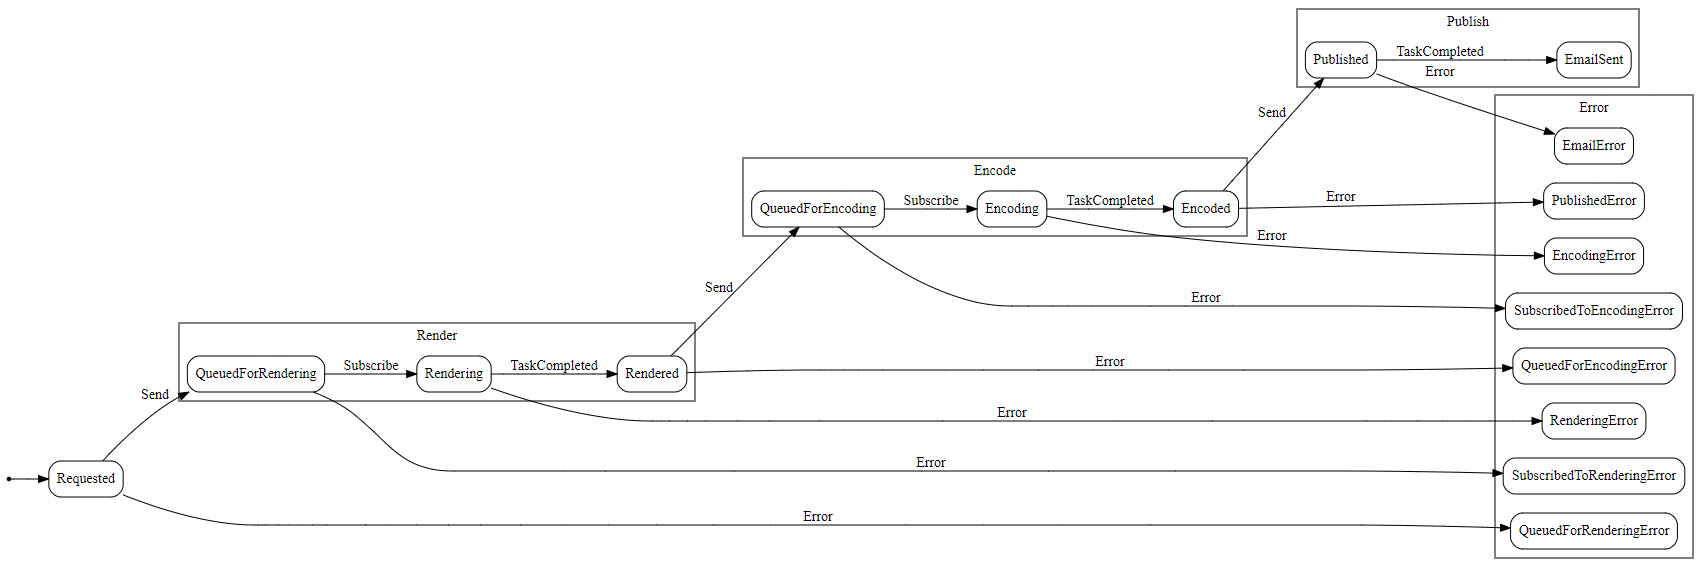 Publish
Published
TaskCompleted
EmailSent
Error
Send
Error
EmailError
Encode
QueuedForEncoding
Subscribe
Encoding
TaskCompleted
Encoded
Error
PublishedError
Error
EncodingError
Send
Error
SubscribedToEncodingError
Render
QueuedForRendering
Subscribe
Rendering
TaskCompleted
Rendered
Error
QueuedForEncodingError
Send
Error
RenderingError
Requested
Error
SubscribedToRenderingError
Error
QueuedForRenderingError